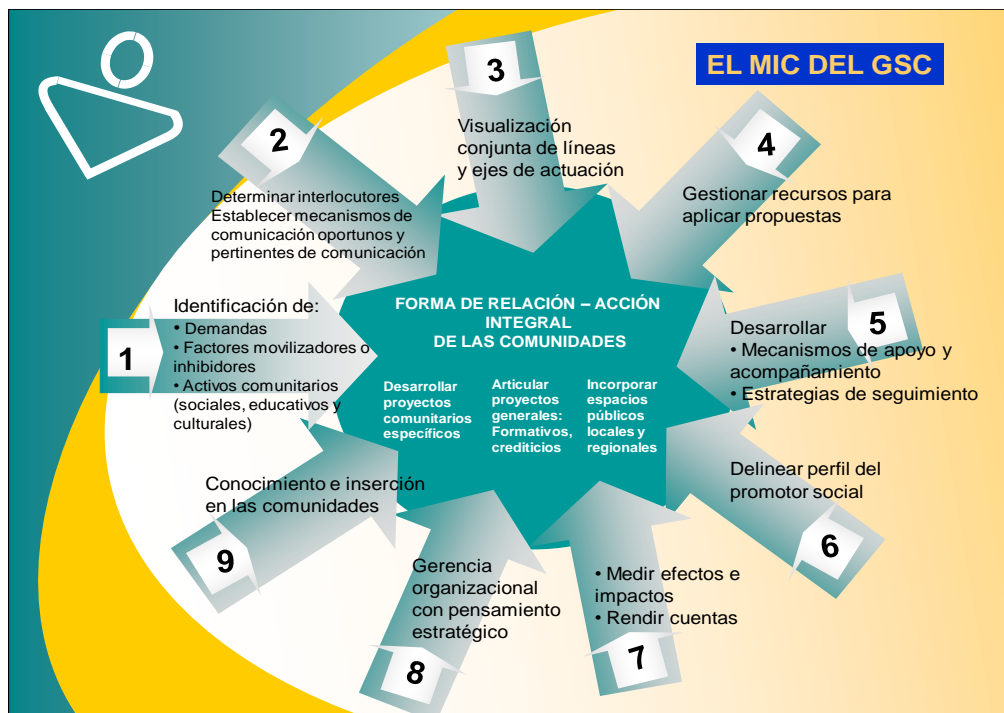 EL MIC DEL GSC
1
Identificación de:
• Demandas
• Factores movilizadores o
inhibidores
• Activos comunitarios
(sociales, educativos y
culturales)
2
Determinar interlocutores
Establecer mecanismos de
comunicación oportunos y
pertinentes de comunicación
3
Visualización
conjunta de líneas
y ejes de actuación
4
Gestionar recursos para
aplicar propuestas
5
Desarrollar
• Mecanismos de apoyo y
acompañamiento
• Estrategias de seguimiento
6
Delinear perfil del
promotor social
7
• Medir efectos e
impactos
• Rendir cuentas
8
Gerencia
organizacional
con pensamiento
estratégico
9
Conocimiento e inserción
en las comunidades
FORMA DE RELACIÓN – ACCIÓN
INTEGRAL
DE LAS COMUNIDADES
Desarrollar
proyectos
comunitarios
específicos
Articular
proyectos
generales:
Formativos,
crediticios
Incorporar
espacios
públicos
locales y
regionales